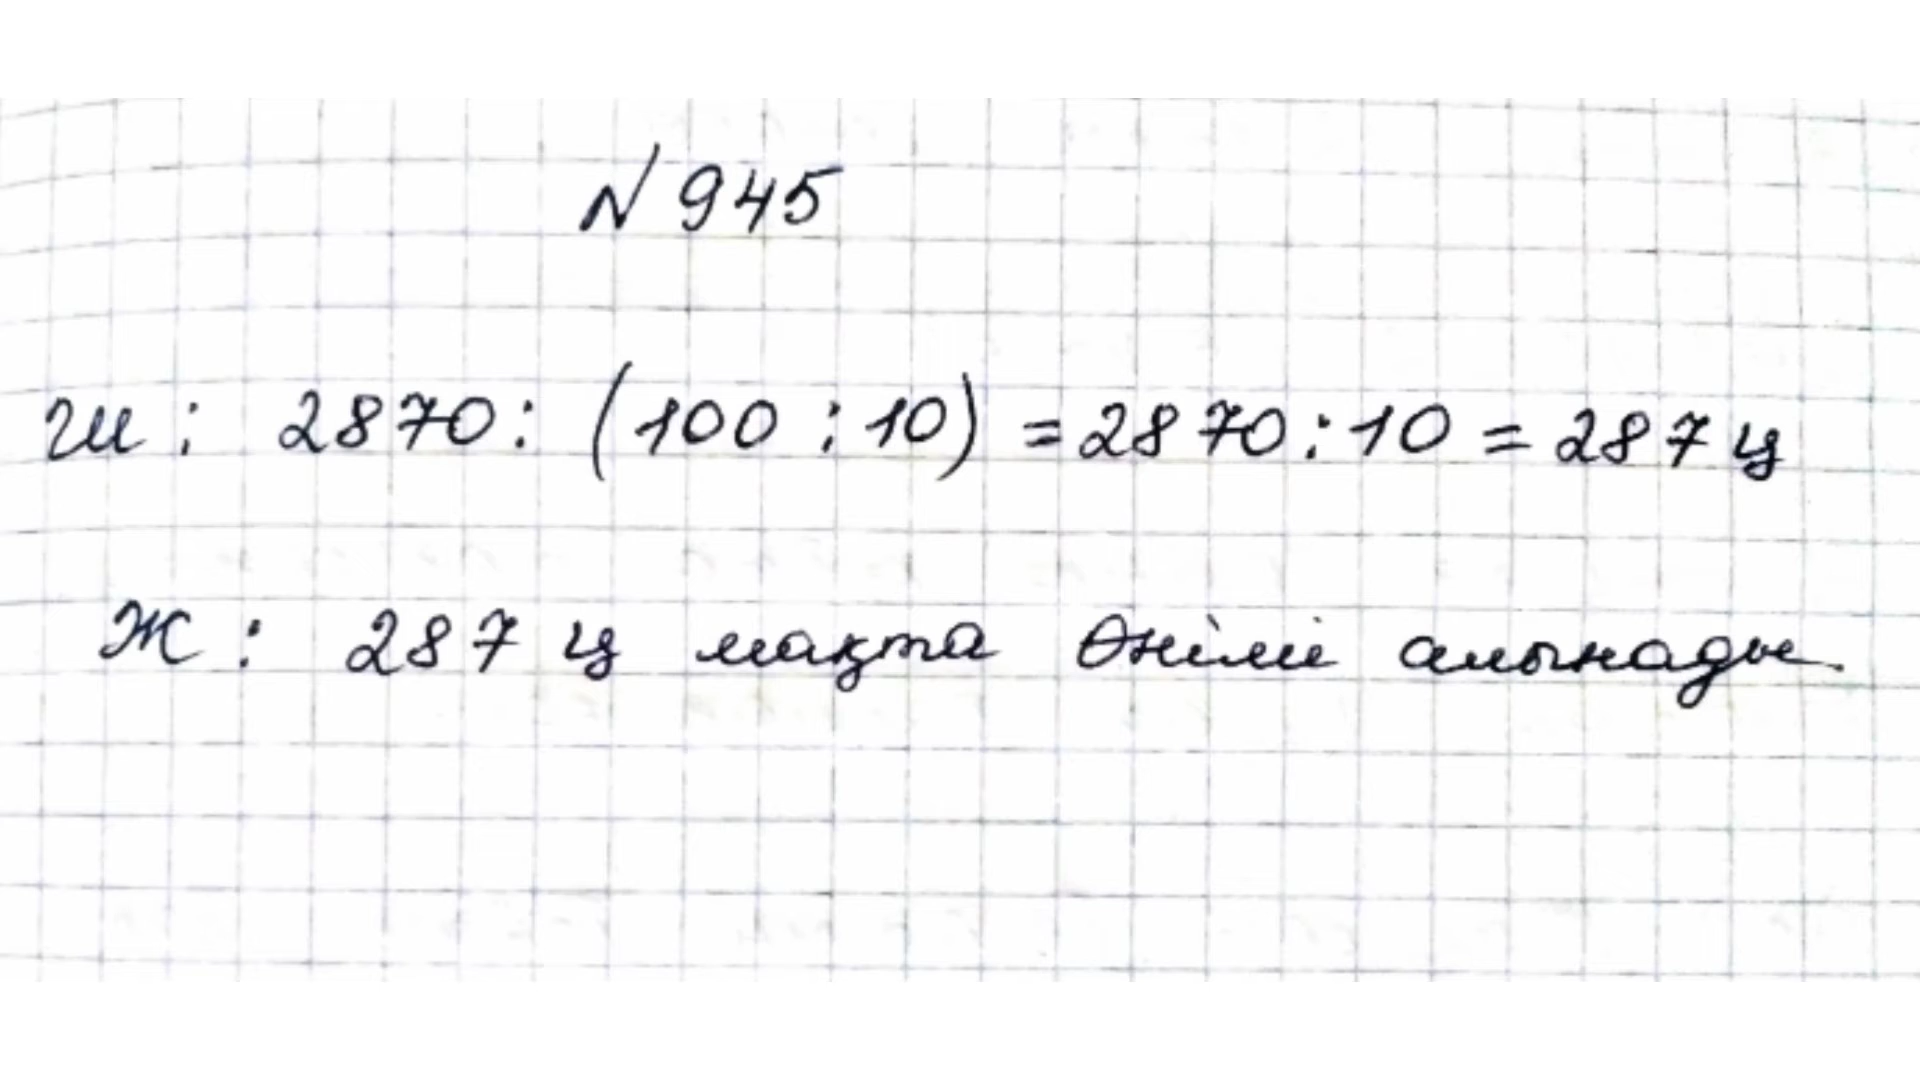 № 945
Ш: 2870 : (100 : 10) = 2870 : 10 = 287 ц
Ж: 287 ц мақта өнімі алынады.